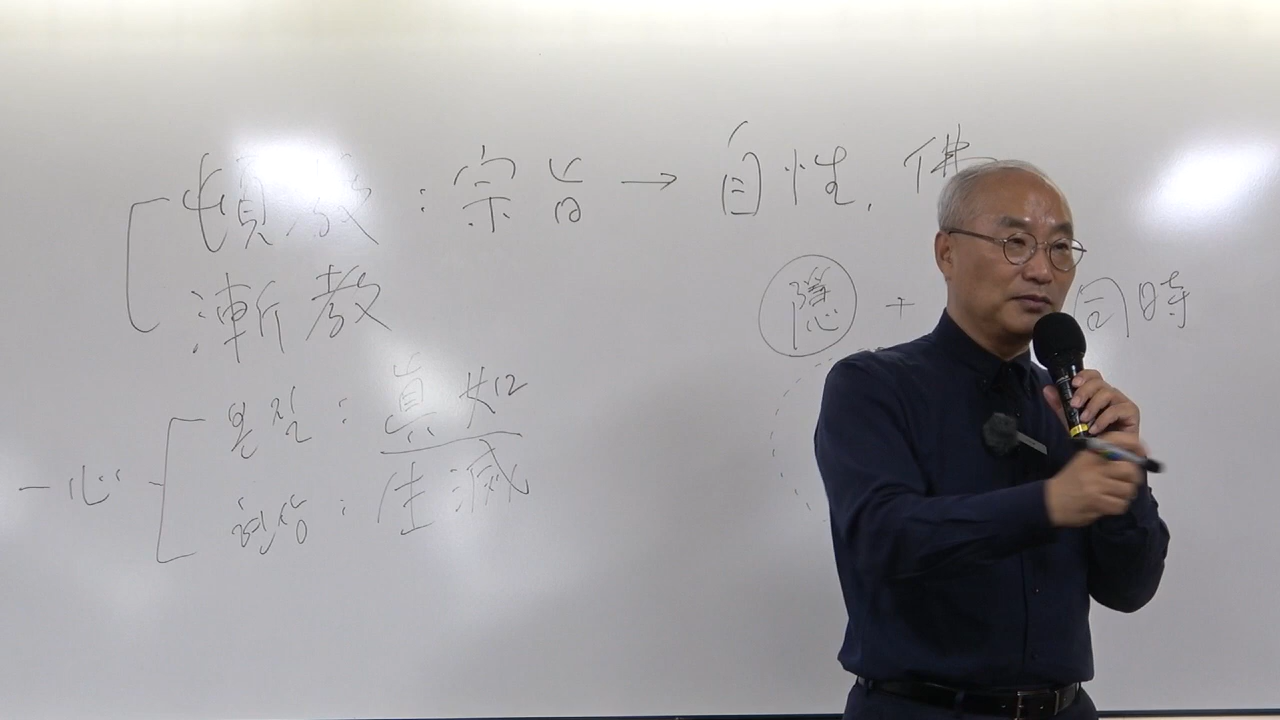 頓教 : 宗旨 → 自性, 佛
漸教
隱 + 同時
본질 : 真如
一心
현상 : 生滅